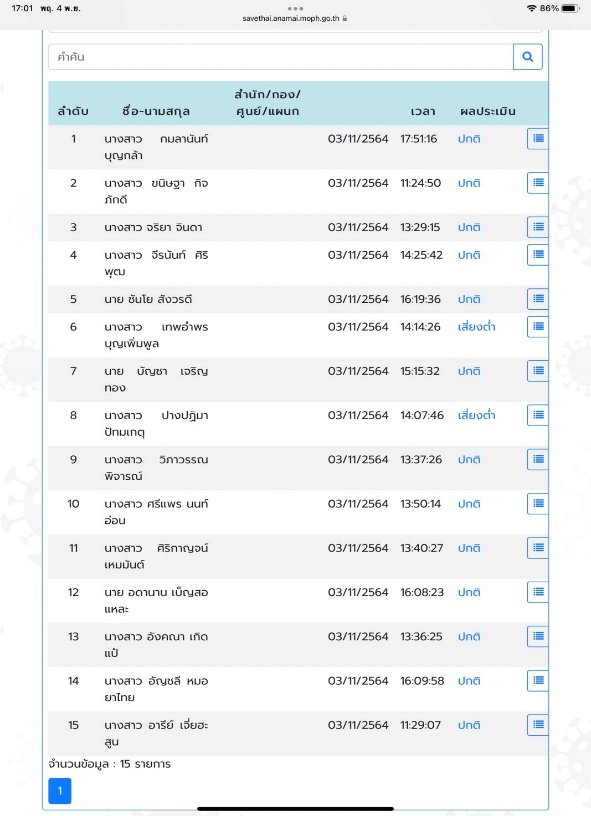 17:01 พฤ. 4 พ.ย. 86%
savethai.anamai.moph.go.th
คำค้น
สำนัก/กอง/
ลำดับ ชื่อ-นามสกุล ศูนย์/แผนก เวลา ผลประเมิน
1 นางสาว กมลานันท์ 03/11/2564 17:51:16 ปกติ
บุญกล้า
2 นางสาว ขนิษฐา กิจ 03/11/2564 11:24:50 ปกติ
ภักดี
3 นางสาว จริยา จินดา 03/11/2564 13:29:15 ปกติ
4 นางสาว จีรนันท์ ศิริ 03/11/2564 14:25:42 ปกติ
พุฒ
5 นาย ชันโย สังวรดี 03/11/2564 16:19:36 ปกติ
6 นางสาว เทพอำพร 03/11/2564 14:14:26 เสี่ยงต่ำ
บุญเพิ่มพูล
7 นาย บัญชา เจริญ 03/11/2564 15:15:32 ปกติ
ทอง
8 นางสาว ปางปฏิมา 03/11/2564 14:07:46 เสี่ยงต่ำ
ปัทมเกตุ
9 นางสาว วิภาวรรณ 03/11/2564 13:37:26 ปกติ
พิจารณ์
10 นางสาว ศรีแพร นนท์ 03/11/2564 13:50:14 ปกติ
อ่อน
11 นางสาว ศิริกาญจน์ 03/11/2564 13:40:27 ปกติ
เหมมันต์
12 นาย อดานาน เบ็ญสอ 03/11/2564 16:08:23 ปกติ
แหละ
13 นางสาว อังคณา เกิด 03/11/2564 13:36:25 ปกติ
แป้
14 นางสาว อัญชลี หมอ 03/11/2564 16:09:58 ปกติ
ยาไทย
15 นางสาว อารีย์ เจี่ยฮะ 03/11/2564 11:29:07 ปกติ
สูน
จำนวนข้อมูล : 15 รายการ
1